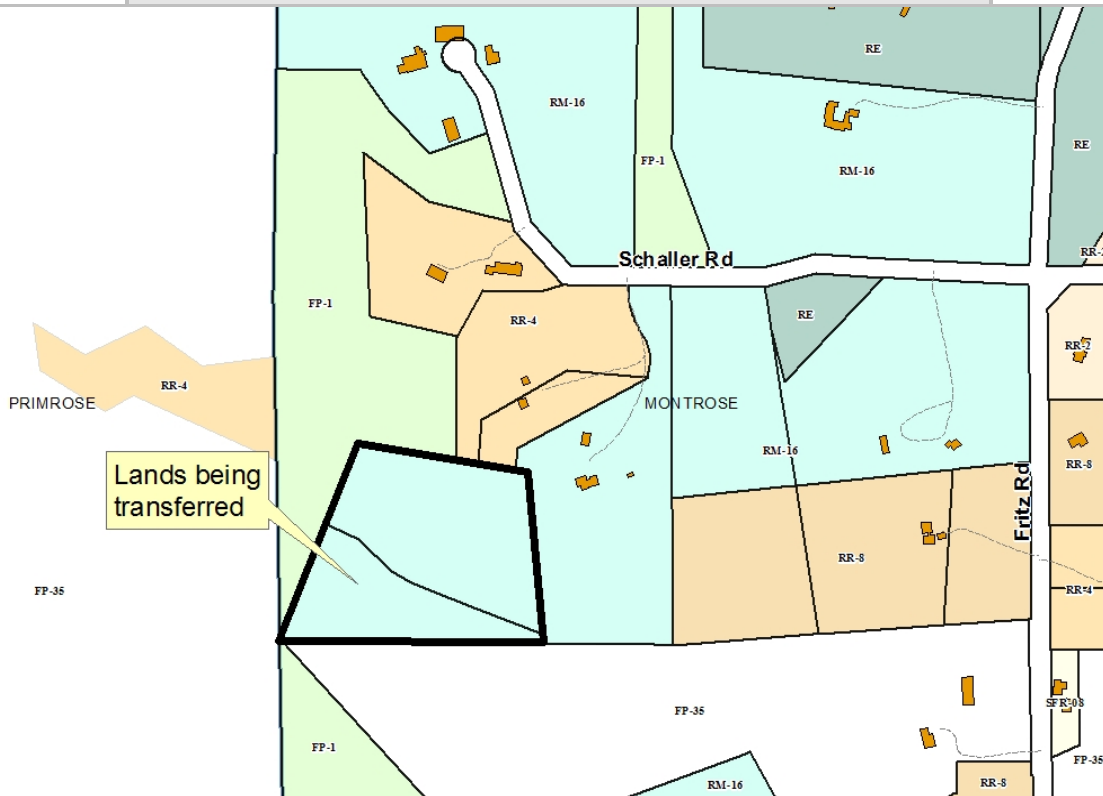 RE
RM-16
RE
FP-1
RM-16
RR-2
Schaller Rd
FP-1
RE
RR-4
RR-2
RR-4
PRIMROSE
MONTROSE
RM-16
RR-8
Lands being
transferred
Fritz Rd
RR-8
FP-35
RR-4
SFR-08
FP-35
FP-1
FP-35
RM-16
RR-8